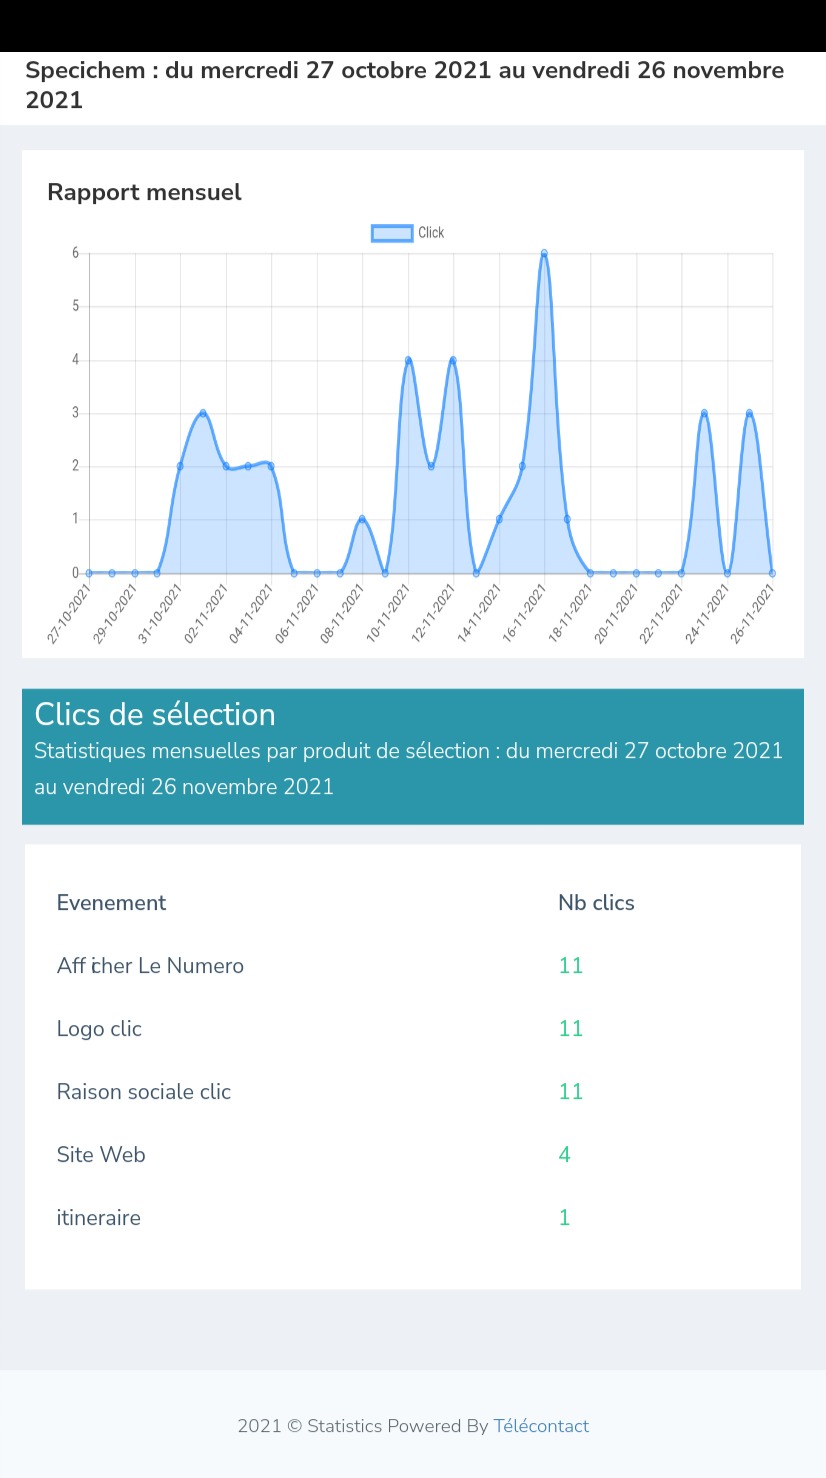 Specichem : du mercredi 27 octobre 2021 au vendredi 26 novembre
2021
Rapport mensuel
Click
6
5
4
3
2
1
0
27-10-2021
29-10-2021
31-10-2021
02-11-2021
04-11-2021
06-11-2021
08-11-2021
10-11-2021
12-11-2021
14-11-2021
16-11-2021
18-11-2021
20-11-2021
22-11-2021
24-11-2021
26-11-2021
Clics de sélection
Statistiques mensuelles par produit de sélection : du mercredi 27 octobre 2021
au vendredi 26 novembre 2021
Evenement Nb clics
Afficher Le Numero 11
Logo clic 11
Raison sociale clic 11
Site Web 4
itineraire 1
2021 © Statistics Powered By Télécontact